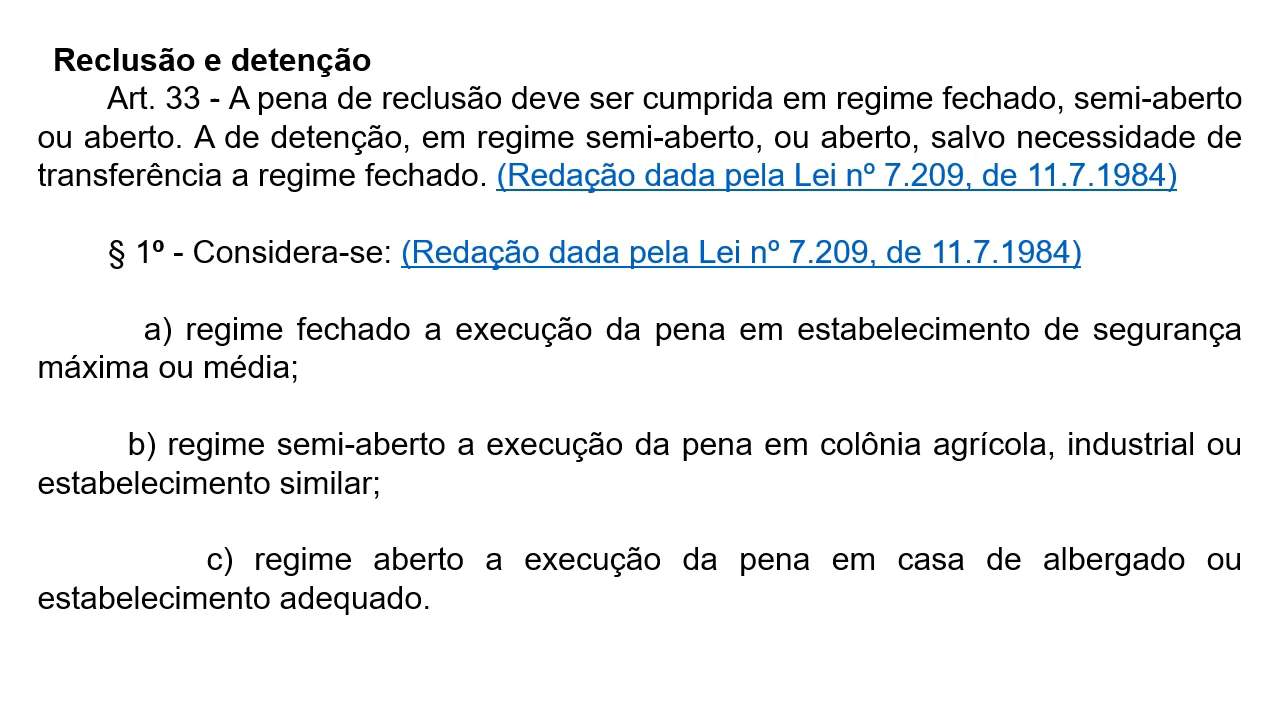 Reclusão e detenção
Art. 33 - A pena de reclusão deve ser cumprida em regime fechado, semi-aberto
ou aberto. A de detenção, em regime semi-aberto, ou aberto, salvo necessidade de
transferência a regime fechado. (Redação dada pela Lei nº 7.209, de 11.7.1984)
§ 1º - Considera-se: (Redação dada pela Lei nº 7.209, de 11.7.1984)
a) regime fechado a execução da pena em estabelecimento de segurança
máxima ou média;
b) regime semi-aberto a execução da pena em colônia agrícola, industrial ou
estabelecimento similar;
c) regime aberto a execução da pena em casa de albergado ou
estabelecimento adequado.